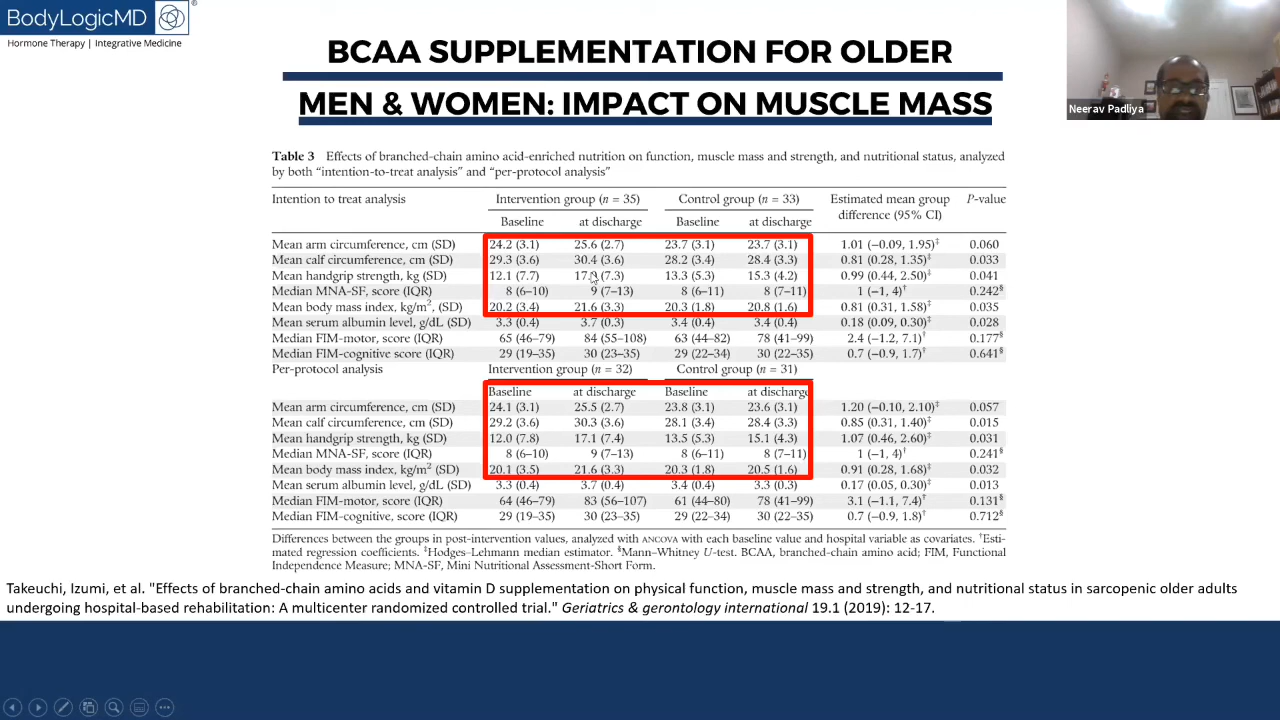 BodyLogicMD
®
Hormone Therapy | Integrative Medicine
BCAA SUPPLEMENTATION FOR OLDER
MEN & WOMEN: IMPACT ON MUSCLE MASS
Neerav Padliya
Table 3 Effects of branched-chain amino acid-enriched nutrition on function, muscle mass and strength, and nutritional status, analyzed
by both “intention-to-treat analysis” and “per-protocol analysis”
Intention to treat analysis Intervention group (n = 35) Control group (n = 33) Estimated mean group P-value
difference (95% CI)
Baseline at discharge Baseline at discharge
Mean arm circumference, cm (SD) 24.2 (3.1) 25.6 (2.7) 23.7 (3.1) 23.7 (3.1) 1.01 (−0.09, 1.95)‡ 0.060
Mean calf circumference, cm (SD) 29.3 (3.6) 30.4 (3.6) 28.2 (3.4) 28.4 (3.3) 0.81 (0.28, 1.35)‡ 0.033
Mean handgrip strength, kg (SD) 12.1 (7.7) (7.3) 13.3 (5.3) 15.3 (4.2) 0.99 (0.44, 2.50)‡ 0.041
Median MNA-SF, score (IQR) 8 (6–10) 9 (7–13) 8 (6–11) 8 (7–11) 1 (−1, 4)† 0.242§
Mean body mass index, kg/m², (SD) 20.2 (3.4) 21.6 (3.3) 20.3 (1.8) 20.8 (1.6) 0.81 (0.31, 1.58)‡ 0.035
Mean serum albumin level, g/dL (SD) 3.3 (0.4) 3.7 (0.3) 3.4 (0.4) 3.4 (0.4) 0.18 (0.09, 0.30)‡ 0.028
Median FIM-motor, score (IQR) 65 (46–79) 84 (55–108) 63 (44–82) 78 (41–99) 2.4 (−1.2, 7.1)† 0.177§
Median FIM-cognitive score (IQR) 29 (19–35) 30 (23–35) 29 (22–34) 30 (22–35) 0.7 (−0.9, 1.7)† 0.641§
Per-protocol analysis Intervention group (n = 32) Control group (n = 31)
Baseline at discharge Baseline at discharge
Mean arm circumference, cm (SD) 24.1 (3.1) 25.5 (2.7) 23.8 (3.1) 23.6 (3.1) 1.20 (−0.10, 2.10)‡ 0.057
Mean calf circumference, cm (SD) 29.2 (3.6) 30.3 (3.6) 28.1 (3.4) 28.4 (3.3) 0.85 (0.31, 1.40)‡ 0.015
Mean handgrip strength, kg (SD) 12.0 (7.8) 17.1 (7.4) 13.5 (5.3) 15.1 (4.3) 1.07 (0.46, 2.60)‡ 0.031
Median MNA-SF, score (IQR) 8 (6–10) 9 (7–13) 8 (6–11) 8 (7–11) 1 (−1, 4)† 0.241§
Mean body mass index, kg/m² (SD) 20.1 (3.5) 21.6 (3.3) 20.3 (1.8) 20.5 (1.6) 0.91 (0.28, 1.68)‡ 0.032
Mean serum albumin level, g/dL (SD) 3.3 (0.4) 3.7 (0.4) 3.4 (0.4) 3.3 (0.3) 0.17 (0.05, 0.30)‡ 0.013
Median FIM-motor, score (IQR) 64 (46–79) 83 (56–107) 61 (44–80) 78 (41–99) 3.1 (−1.1, 7.4)† 0.131§
Median FIM-cognitive, score (IQR) 29 (19–35) 30 (23–35) 29 (22–34) 30 (22–35) 0.7 (−0.9, 1.8)† 0.712§
Differences between the groups in post-intervention values, analyzed with ANCOVA with each baseline value and hospital variable as covariates. †Esti-
mated regression coefficients. ‡Hodges–Lehmann median estimator. §Mann–Whitney U-test. BCAA, branched-chain amino acid; FIM, Functional
Independence Measure; MNA-SF, Mini Nutritional Assessment-Short Form.
Takeuchi, Izumi, et al. "Effects of branched-chain amino acids and vitamin D supplementation on physical function, muscle mass and strength, and nutritional status in sarcopenic older adults
undergoing hospital-based rehabilitation: A multicenter randomized controlled trial." Geriatrics & gerontology international 19.1 (2019): 12-17.